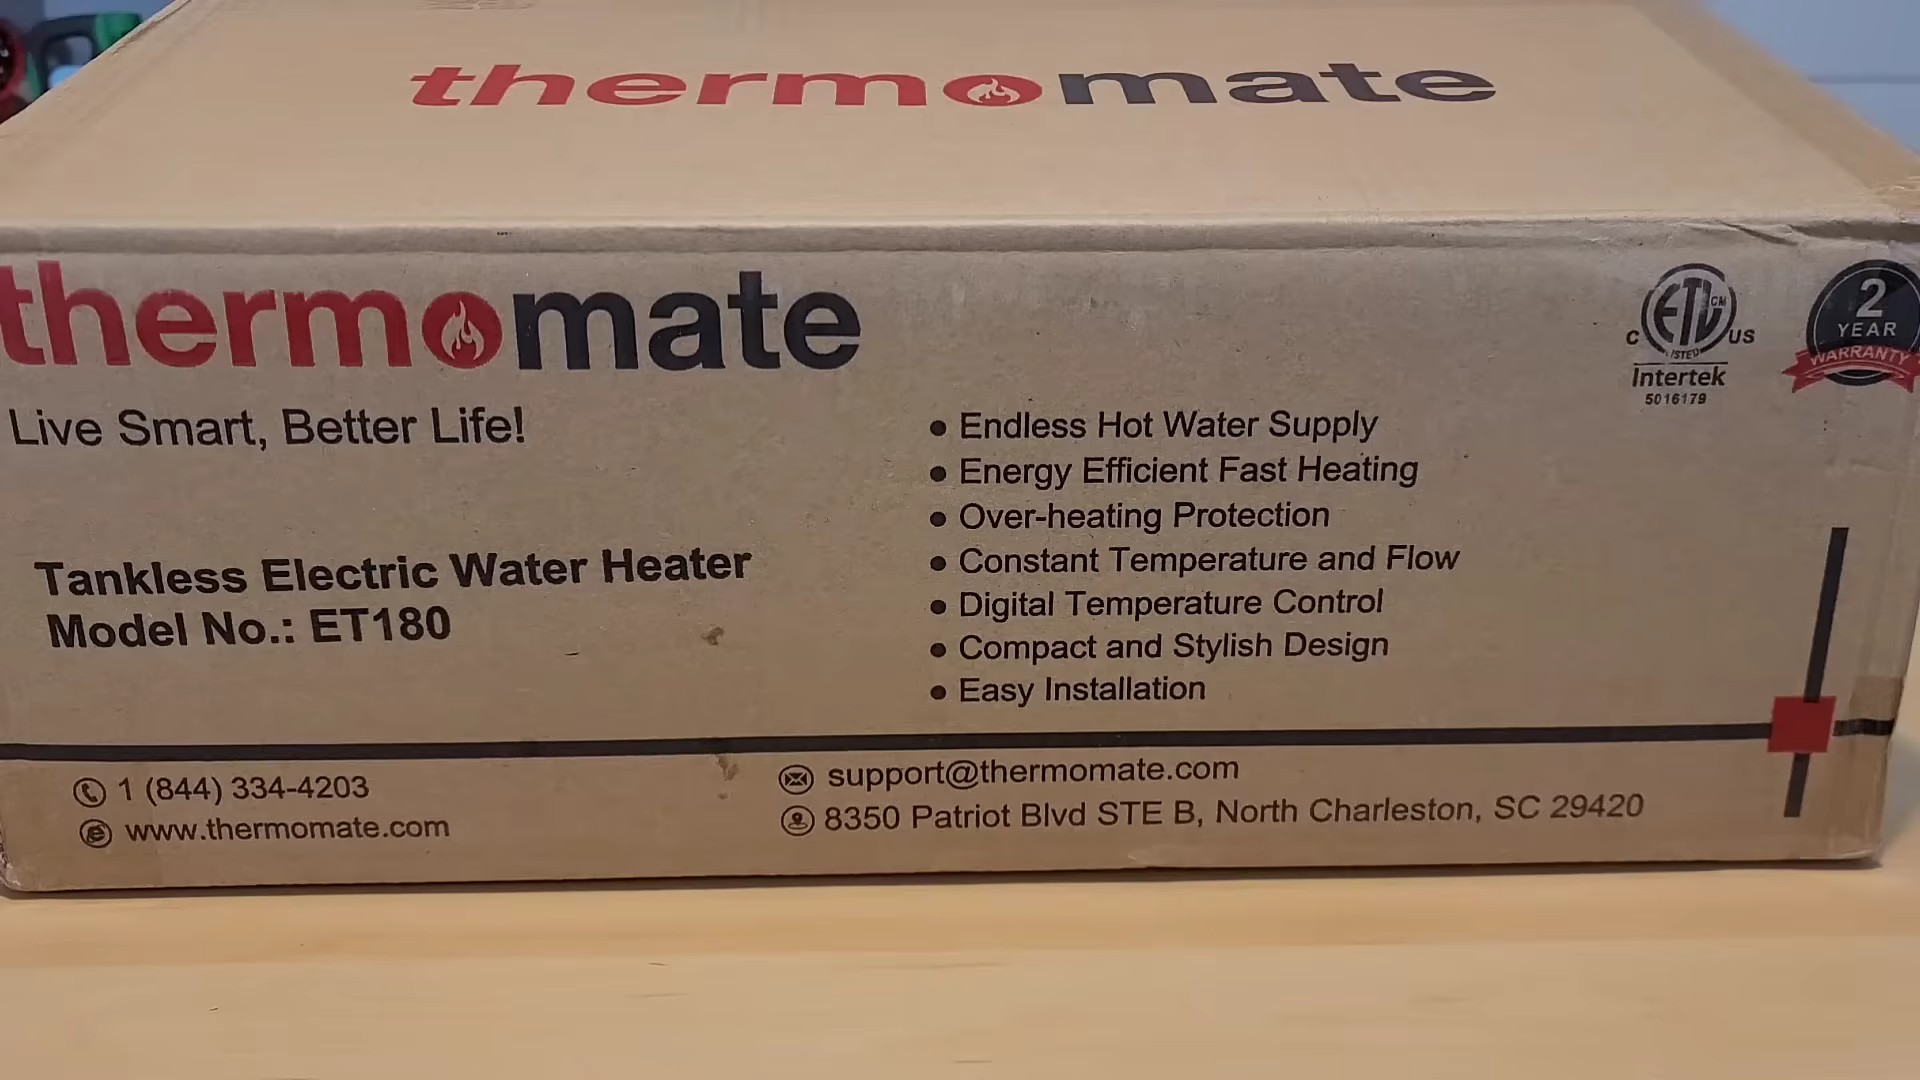 thermomate
thermomate
Live Smart, Better Life!
Tankless Electric Water Heater
Model No.: ET180
• Endless Hot Water Supply
• Energy Efficient Fast Heating
• Over-heating Protection
• Constant Temperature and Flow
• Digital Temperature Control
• Compact and Stylish Design
• Easy Installation
ETL CM
C US
LISTED
Intertek
5016179
2
YEAR
WARRANTY
1 (844) 334-4203
www.thermomate.com
support@thermomate.com
8350 Patriot Blvd STE B, North Charleston, SC 29420